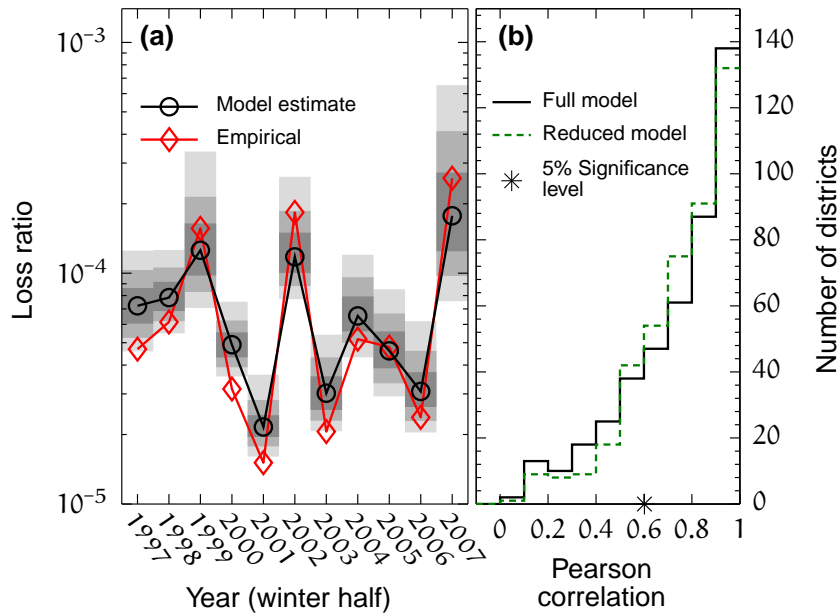 (a)
Model estimate
Empirical
10⁻³
10⁻⁴
10⁻⁵
Loss ratio
1997
1998
1999
2000
2001
2002
2003
2004
2005
2006
2007
Year (winter half)
(b)
Full model
Reduced model
5% Significance
level
0
0.2
0.4
0.6
0.8
1
Pearson
correlation
140
120
100
80
60
40
20
0
Number of districts